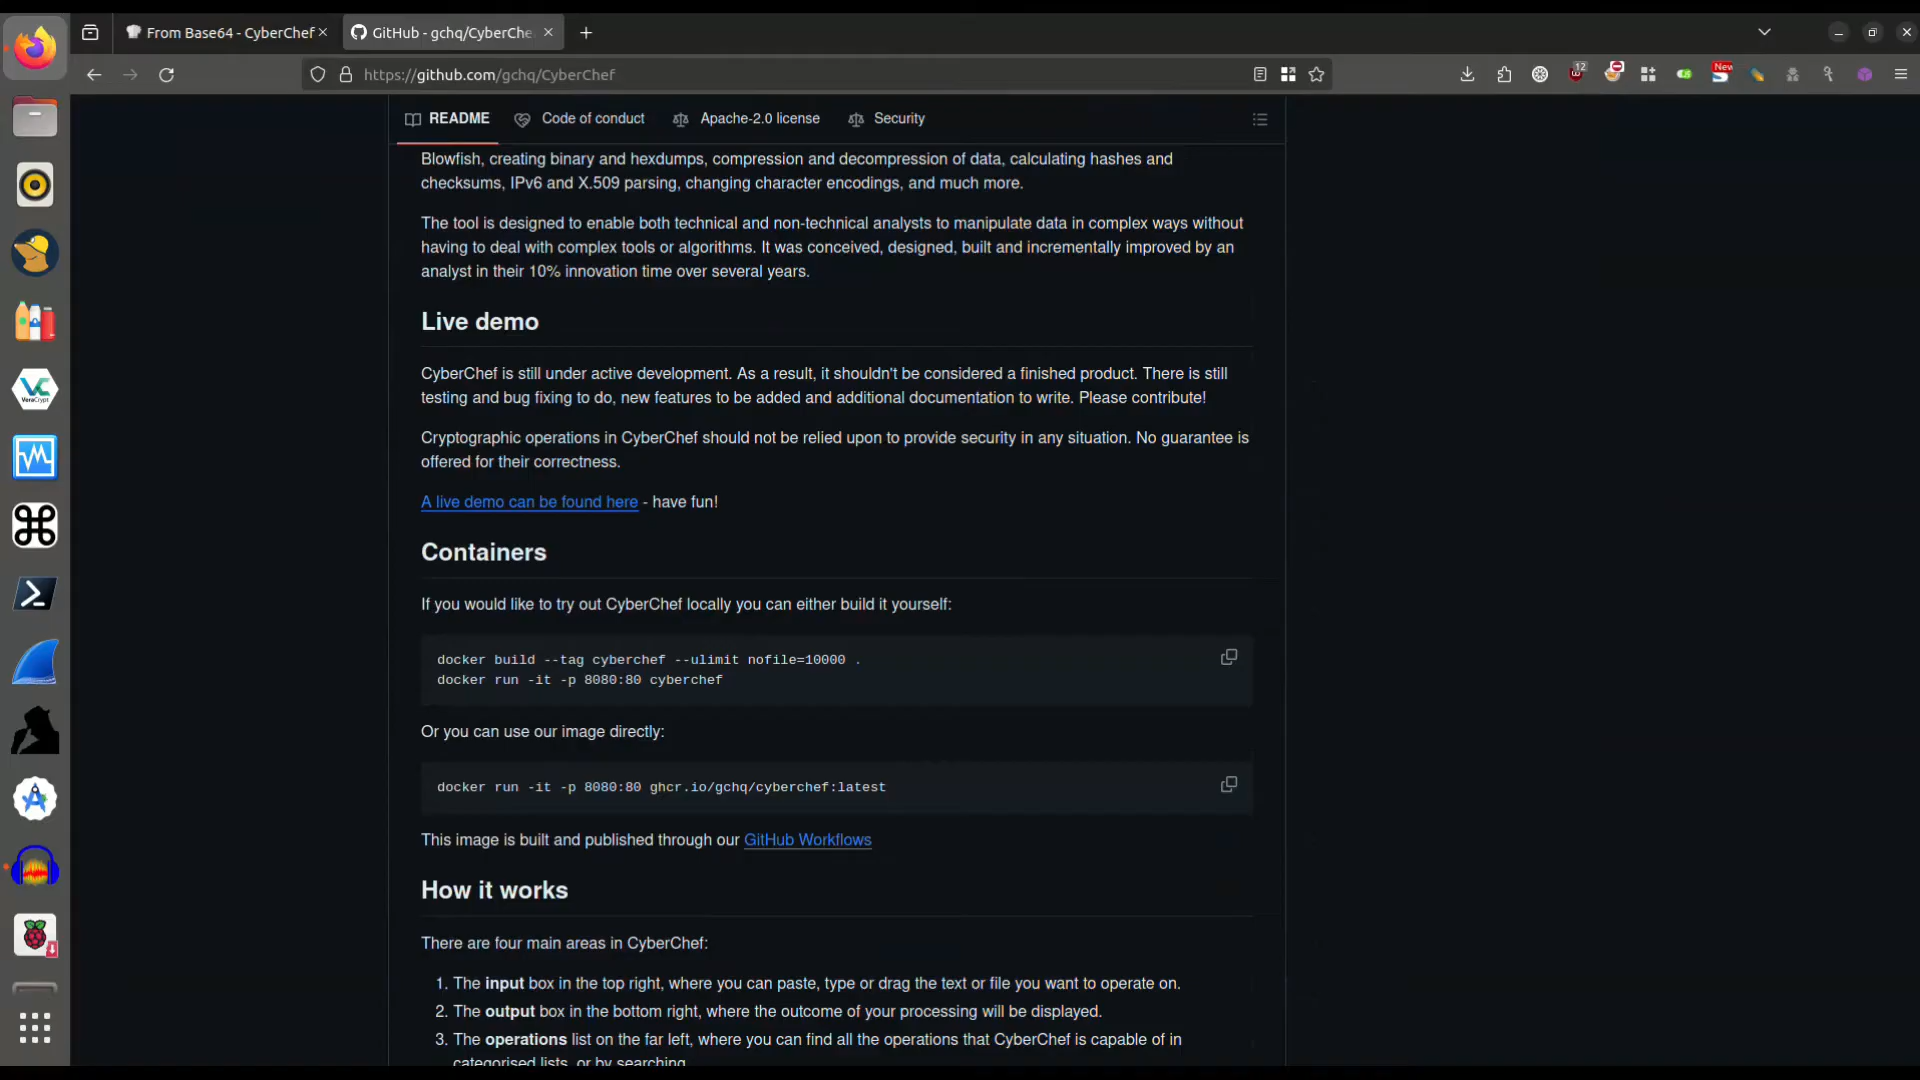 From Base64 - CyberChef
GitHub - gchq/CyberChe
https://github.com/gchq/CyberChef
12
New
README
Code of conduct
Apache-2.0 license
Security
Blowfish, creating binary and hexdumps, compression and decompression of data, calculating hashes and
checksums, IPv6 and X.509 parsing, changing character encodings, and much more.
The tool is designed to enable both technical and non-technical analysts to manipulate data in complex ways without
having to deal with complex tools or algorithms. It was conceived, designed, built and incrementally improved by an
analyst in their 10% innovation time over several years.
Live demo
CyberChef is still under active development. As a result, it shouldn't be considered a finished product. There is still
testing and bug fixing to do, new features to be added and additional documentation to write. Please contribute!
Cryptographic operations in CyberChef should not be relied upon to provide security in any situation. No guarantee is
offered for their correctness.
A live demo can be found here - have fun!
Containers
If you would like to try out CyberChef locally you can either build it yourself:
docker build --tag cyberchef --ulimit nofile=10000 .
docker run -it -p 8080:80 cyberchef
Or you can use our image directly:
docker run -it -p 8080:80 ghcr.io/gchq/cyberchef:latest
This image is built and published through our GitHub Workflows
How it works
There are four main areas in CyberChef:
1. The input box in the top right, where you can paste, type or drag the text or file you want to operate on.
2. The output box in the bottom right, where the outcome of your processing will be displayed.
3. The operations list on the far left, where you can find all the operations that CyberChef is capable of in
categorised lists, or by searching.
VeraCrypt